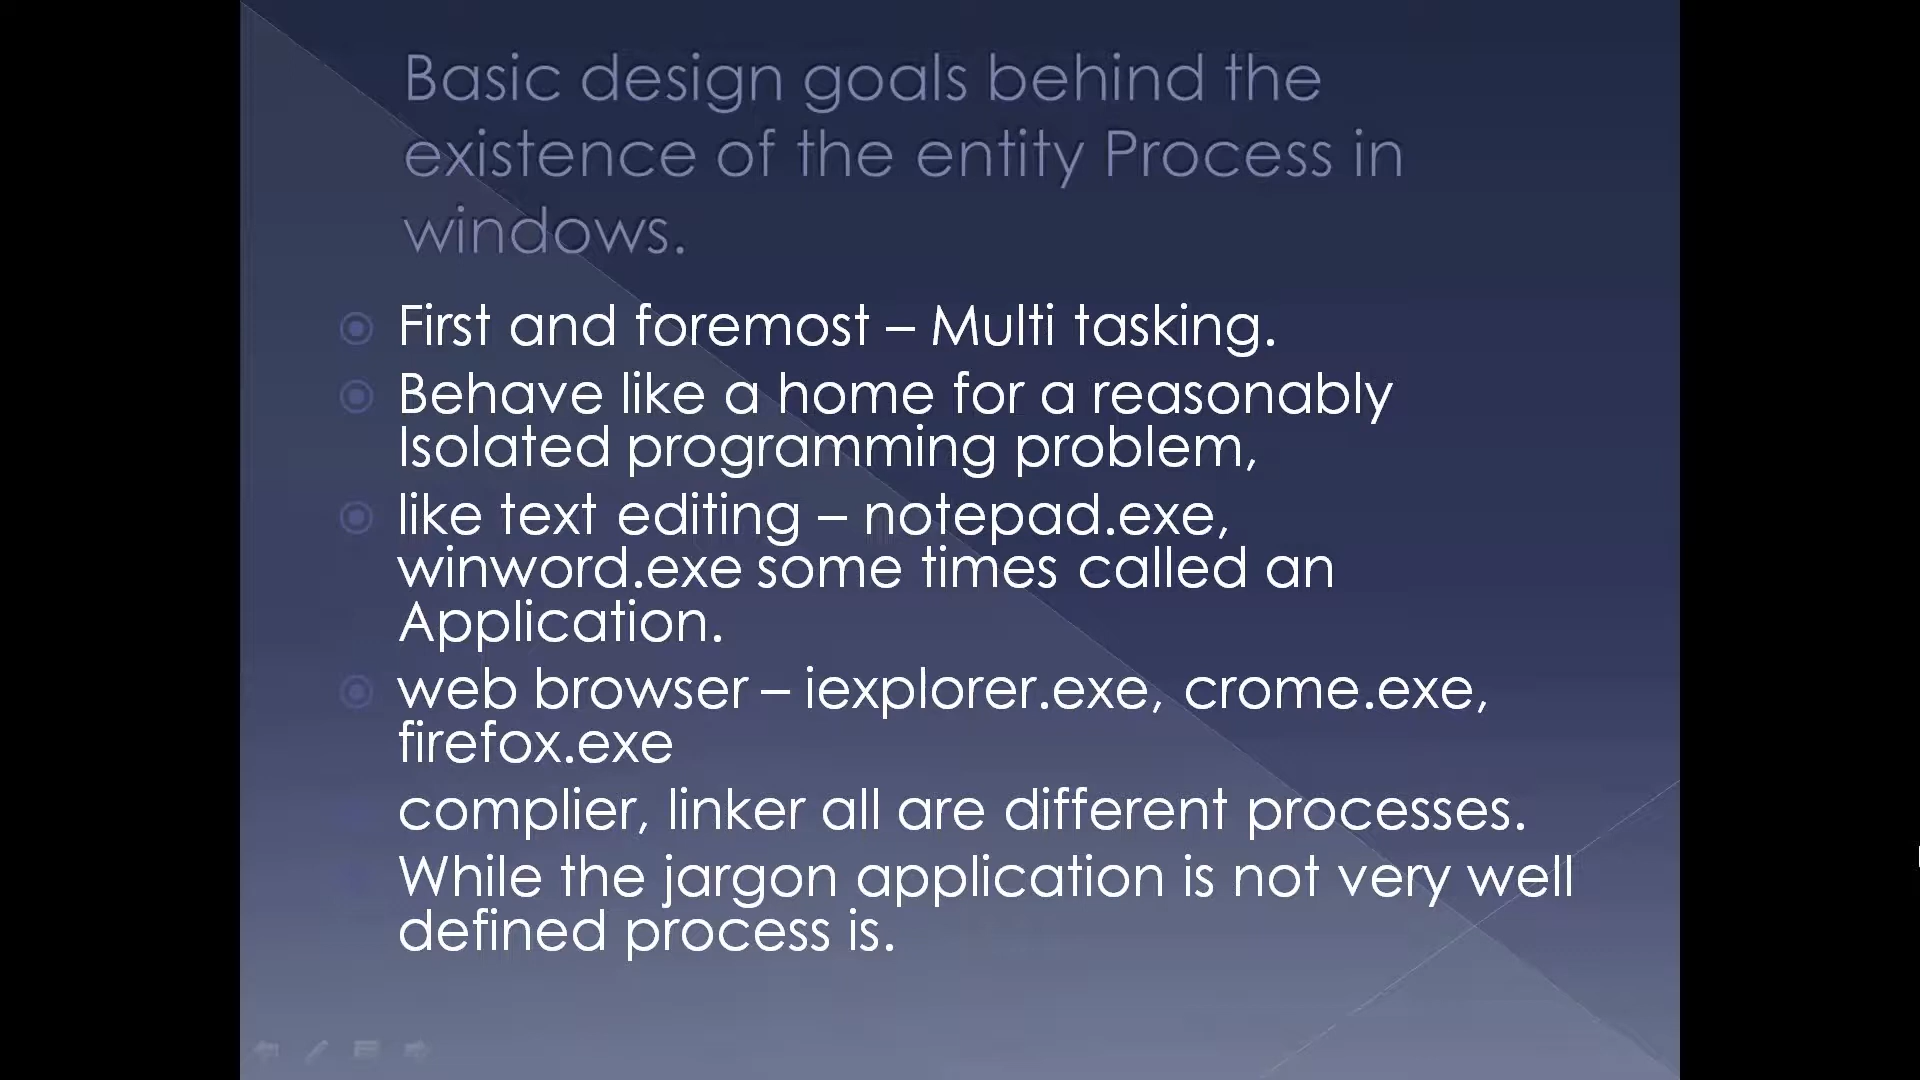 Basic design goals behind the
existence of the entity Process in
windows.
First and foremost – Multi tasking.
Behave like a home for a reasonably
Isolated programming problem,
like text editing – notepad.exe,
winword.exe some times called an
Application.
web browser – iexplorer.exe, crome.exe,
firefox.exe
complier, linker all are different processes.
While the jargon application is not very well
defined process is.